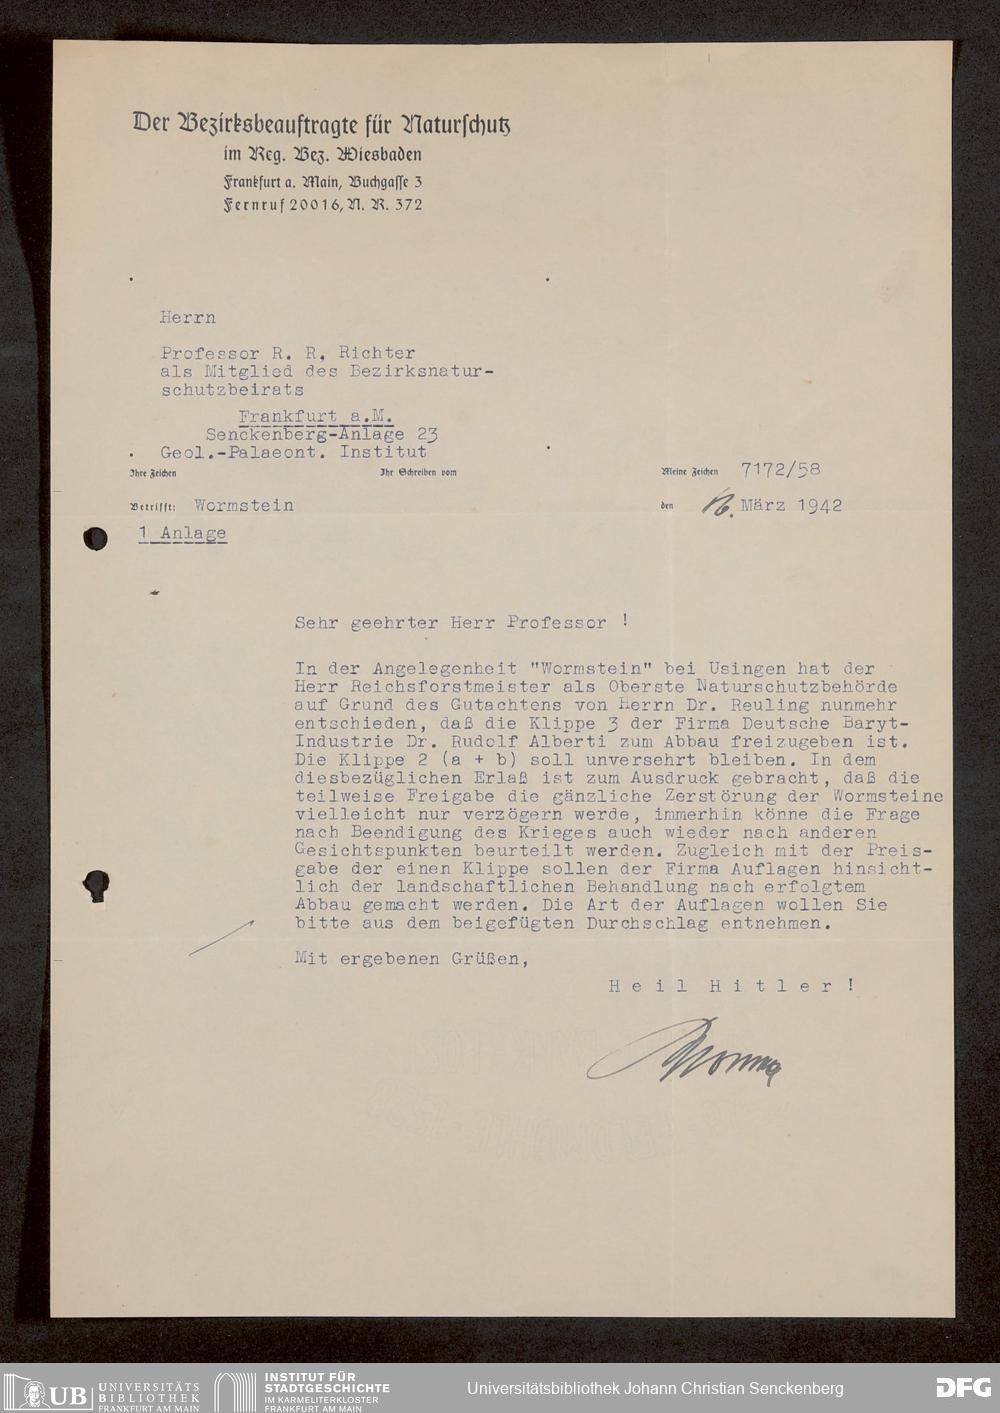 Der Bezirksbeauftragte für Naturschutz
im Reg. Bez. Wiesbaden
Frankfurt a. Main, Buchgasse 3
Fernruf 20016, N. R. 372
Herrn
Professor R. R. Richter
als Mitglied des Bezirksnatur-
schutzbeirats
Frankfurt a.M.
Senckenberg-Anlage 23
Geol.-Palaeont. Institut
Ihre Zeichen Ihr Schreiben vom Meine Zeichen 7172/58
Betrifft: Wormstein den März 1942
1 Anlage
Sehr geehrter Herr Professor !
In der Angelegenheit "Wormstein" bei Usingen hat der
Herr Reichsforstmeister als Oberste Naturschutzbehörde
auf Grund des Gutachtens von Herrn Dr. Reuling nunmehr
entschieden, daß die Klippe 3 der Firma Deutsche Baryt-
Industrie Dr. Rudolf Alberti zum Abbau freizugeben ist.
Die Klippe 2 (a + b) soll unversehrt bleiben. In dem
diesbezüglichen Erlaß ist zum Ausdruck gebracht, daß die
teilweise Freigabe die gänzliche Zerstörung der Wormsteine
vielleicht nur verzögern werde, immerhin könne die Frage
nach Beendigung des Krieges auch wieder nach anderen
Gesichtspunkten beurteilt werden. Zugleich mit der Preis-
gabe der einen Klippe sollen der Firma Auflagen hinsicht-
lich der landschaftlichen Behandlung nach erfolgtem
Abbau gemacht werden. Die Art der Auflagen wollen Sie
bitte aus dem beigefügten Durchschlag entnehmen.
Mit ergebenen Grüßen,
Heil Hitler !
UB UNIVERSITÄTS
BIBLIOTHEK
FRANKFURT AM MAIN
INSTITUT FÜR
STADTGESCHICHTE
IM KARMELITERKLOSTER
FRANKFURT AM MAIN
Universitätsbibliothek Johann Christian Senckenberg
DFG